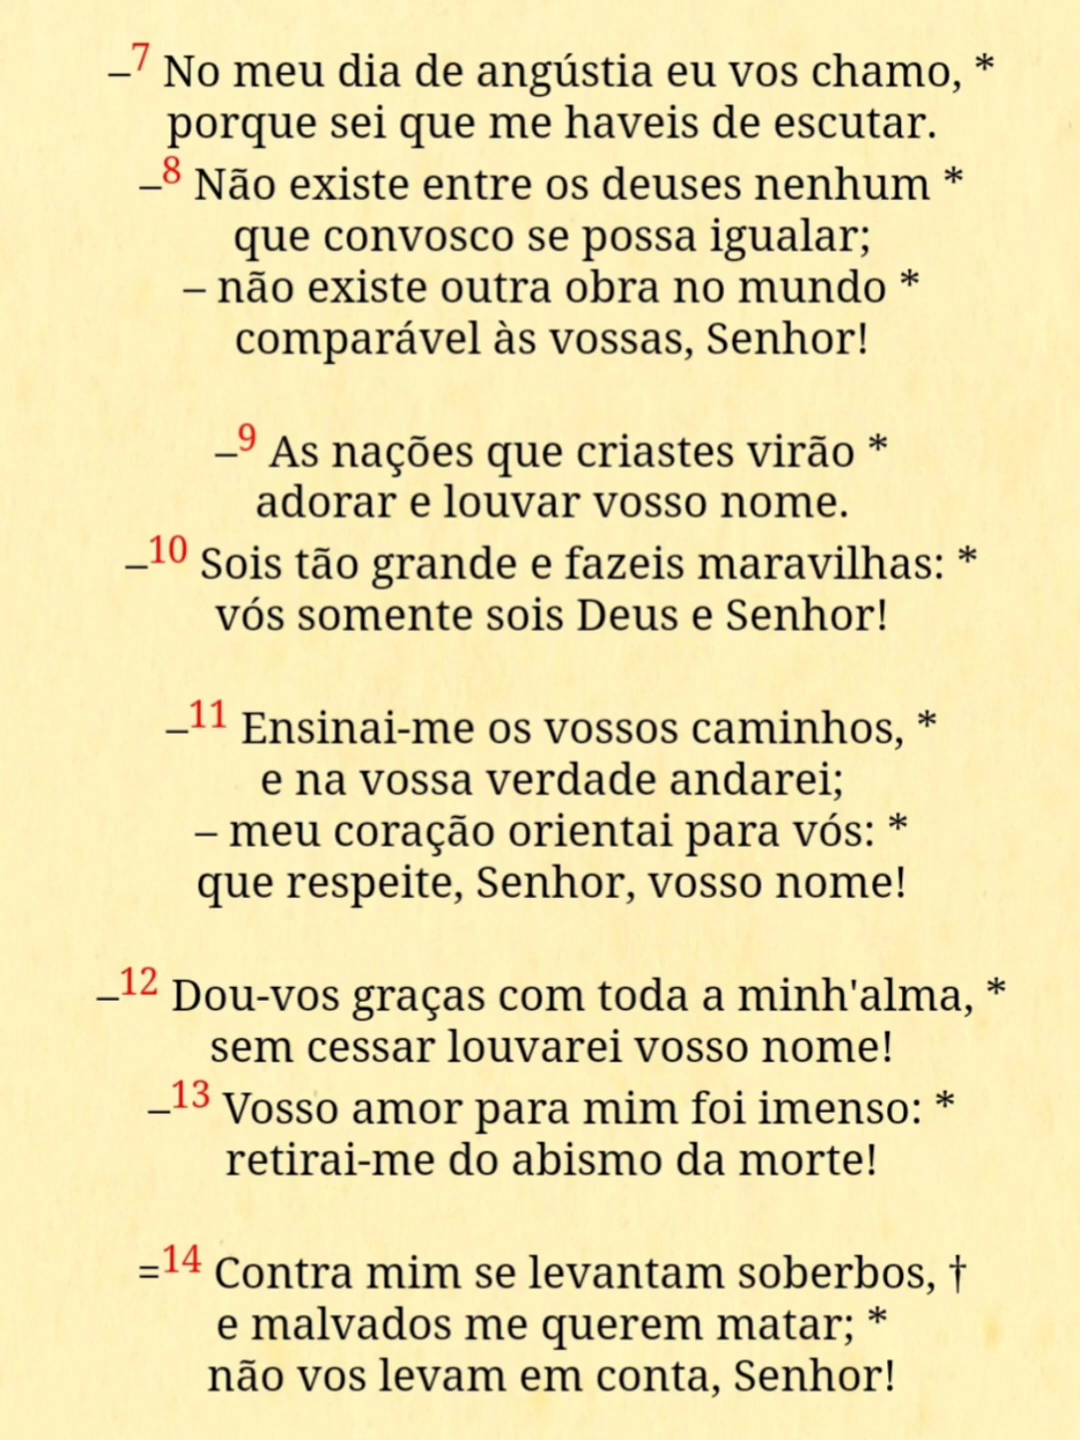 –7 No meu dia de angústia eu vos chamo, *
porque sei que me haveis de escutar.
–8 Não existe entre os deuses nenhum *
que convosco se possa igualar;
– não existe outra obra no mundo *
comparável às vossas, Senhor!
–9 As nações que criastes virão *
adorar e louvar vosso nome.
–10 Sois tão grande e fazeis maravilhas: *
vós somente sois Deus e Senhor!
–11 Ensinai-me os vossos caminhos, *
e na vossa verdade andarei;
– meu coração orientai para vós: *
que respeite, Senhor, vosso nome!
–12 Dou-vos graças com toda a minh'alma, *
sem cessar louvarei vosso nome!
–13 Vosso amor para mim foi imenso: *
retirai-me do abismo da morte!
=14 Contra mim se levantam soberbos, †
e malvados me querem matar; *
não vos levam em conta, Senhor!